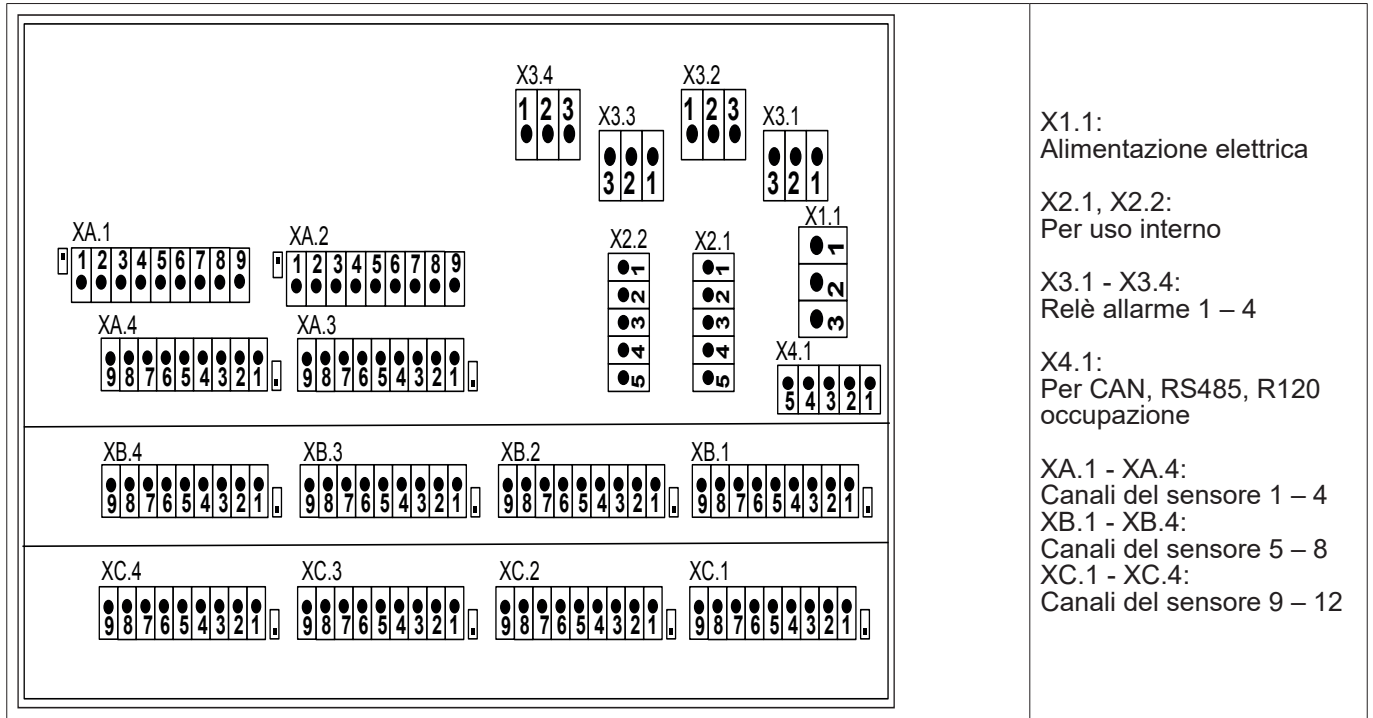 X3.4
1 2 3
X3.3
3 2 1
X3.2
1 2 3
X3.1
3 2 1
XA.1
1 2 3 4 5 6 7 8 9
XA.2
1 2 3 4 5 6 7 8 9
X2.2
1
2
3
4
5
X2.1
1
2
3
4
5
X1.1
1
2
3
XA.4
9 8 7 6 5 4 3 2 1
XA.3
9 8 7 6 5 4 3 2 1
X4.1
5 4 3 2 1
XB.4
9 8 7 6 5 4 3 2 1
XB.3
9 8 7 6 5 4 3 2 1
XB.2
9 8 7 6 5 4 3 2 1
XB.1
9 8 7 6 5 4 3 2 1
XC.4
9 8 7 6 5 4 3 2 1
XC.3
9 8 7 6 5 4 3 2 1
XC.2
9 8 7 6 5 4 3 2 1
XC.1
9 8 7 6 5 4 3 2 1
X1.1:
Alimentazione elettrica
X2.1, X2.2:
Per uso interno
X3.1 - X3.4:
Relè allarme 1 – 4
X4.1:
Per CAN, RS485, R120
occupazione
XA.1 - XA.4:
Canali del sensore 1 – 4
XB.1 - XB.4:
Canali del sensore 5 – 8
XC.1 - XC.4:
Canali del sensore 9 – 12